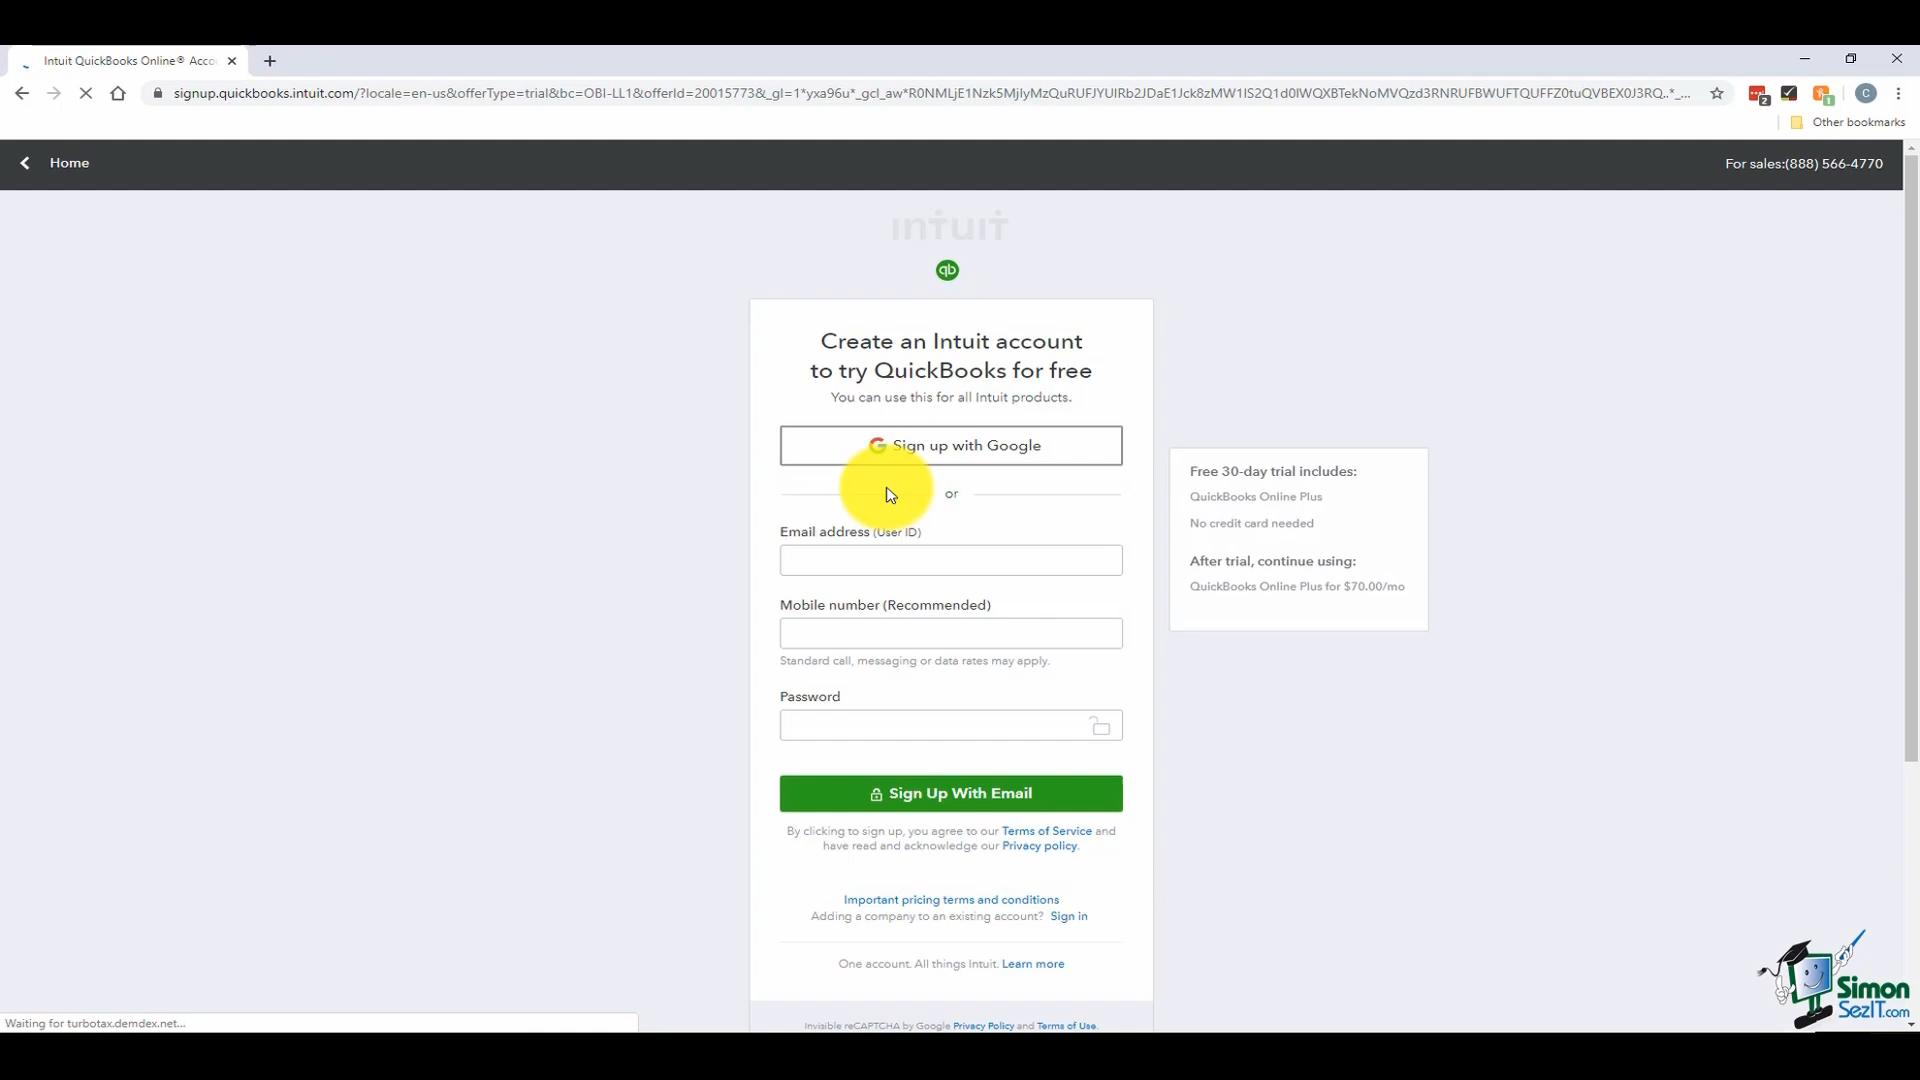 Intuit QuickBooks Online® Acco
signup.quickbooks.intuit.com/?locale=en-us&offerType=trial&bc=OBI-LL1&offerId=20015773&_gl=1*yxa96u*_gcl_aw*
2
1
C
Other bookmarks
Home
For sales:(888) 566-4770
intuit
qb
Create an Intuit account
to try QuickBooks for free
You can use this for all Intuit products.
Sign up with Google
or
Email address (User ID)
Mobile number (Recommended)
Standard call, messaging or data rates may apply.
Password
Sign Up With Email
By clicking to sign up, you agree to our Terms of Service and
have read and acknowledge our Privacy policy.
Important pricing terms and conditions
Adding a company to an existing account? Sign in
One account. All things Intuit. Learn more
Invisible reCAPTCHA by Google Privacy Policy and Terms of Use.
Free 30-day trial includes:
QuickBooks Online Plus
No credit card needed
After trial, continue using:
QuickBooks Online Plus for $70.00/mo
Waiting for turbotax.demdex.net...
Simon
SezIT.com